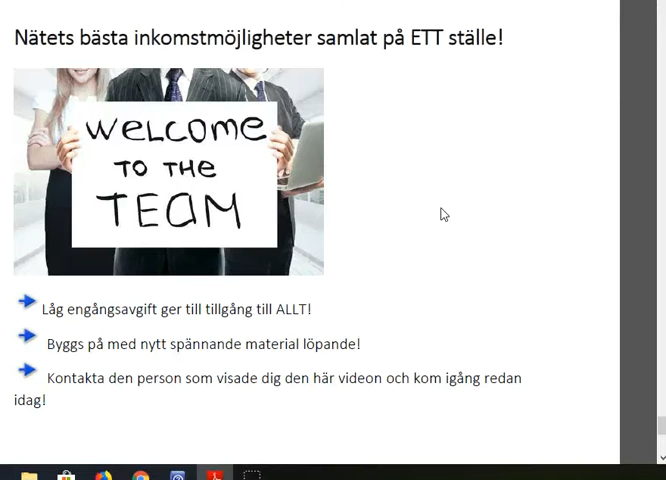 Nätets bästa inkomstmöjligheter samlat på ETT ställe!
WELCOME
TO THE
TEAM
Låg engångsavgift ger till tillgång till ALLT!
Byggs på med nytt spännande material löpande!
Kontakta den person som visade dig den här videon och kom igång redan
idag!